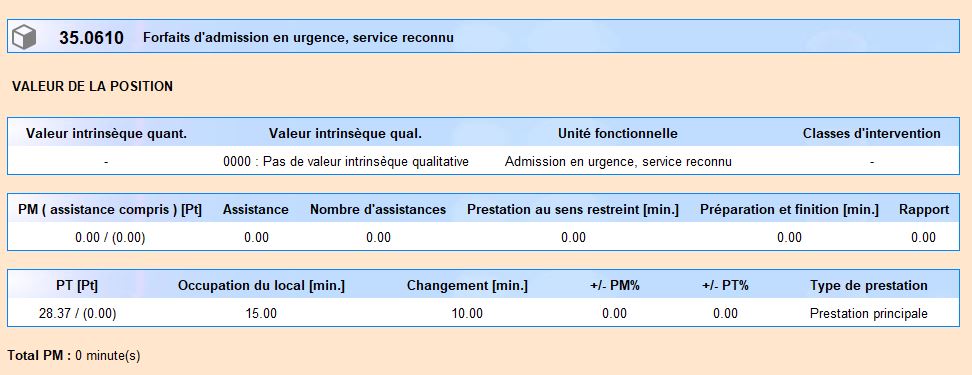 35.0610 Forfaits d'admission en urgence, service reconnu
VALEUR DE LA POSITION
Valeur intrinsèque quant. Valeur intrinsèque qual. Unité fonctionnelle Classes d'intervention
- 0000 : Pas de valeur intrinsèque qualitative Admission en urgence, service reconnu -
PM ( assistance compris ) [Pt] Assistance Nombre d'assistances Prestation au sens restreint [min.] Préparation et finition [min.] Rapport
0.00 / (0.00) 0.00 0.00 0.00 0.00 0.00
PT [Pt] Occupation du local [min.] Changement [min.] +/- PM% +/- PT% Type de prestation
28.37 / (0.00) 15.00 10.00 0.00 0.00 Prestation principale
Total PM : 0 minute(s)